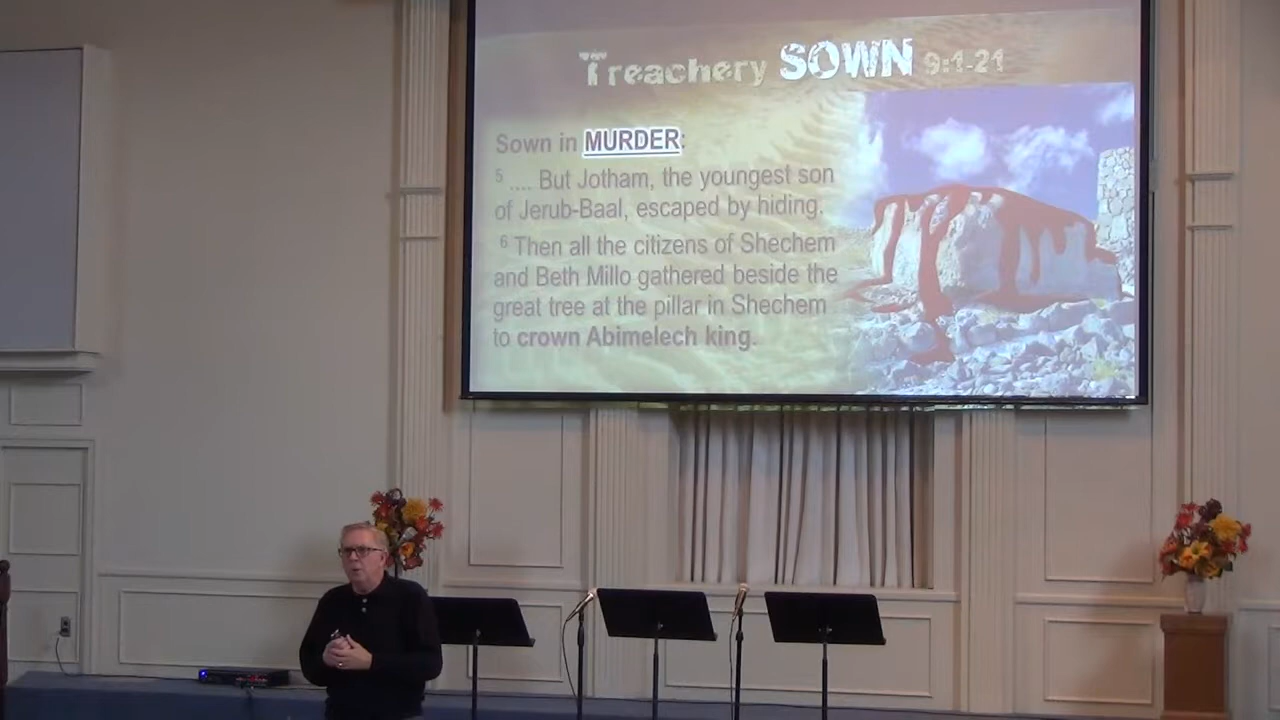 Treachery SOWN 9:1-21
Sown in MURDER:
5 .... But Jotham, the youngest son
of Jerub-Baal, escaped by hiding.
6 Then all the citizens of Shechem
and Beth Millo gathered beside the
great tree at the pillar in Shechem
to crown Abimelech king.